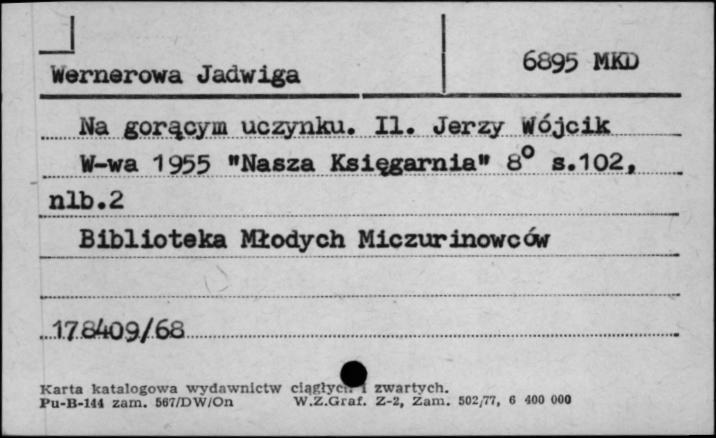 Wernerowa Jadwiga
6895 MKD
Na gorącym uczynku. Il. Jerzy Wójcik
W-wa 1955 "Nasza Księgarnia" 8° s.102,
nlb.2
Biblioteka Młodych Miczurinowców
178409/68
Karta katalogowa wydawnictw ciągłych i zwartych.
Pu-B-144 zam. 567/DW/On W.Z.Graf. Z-2, Zam. 502/77, 6 400 000